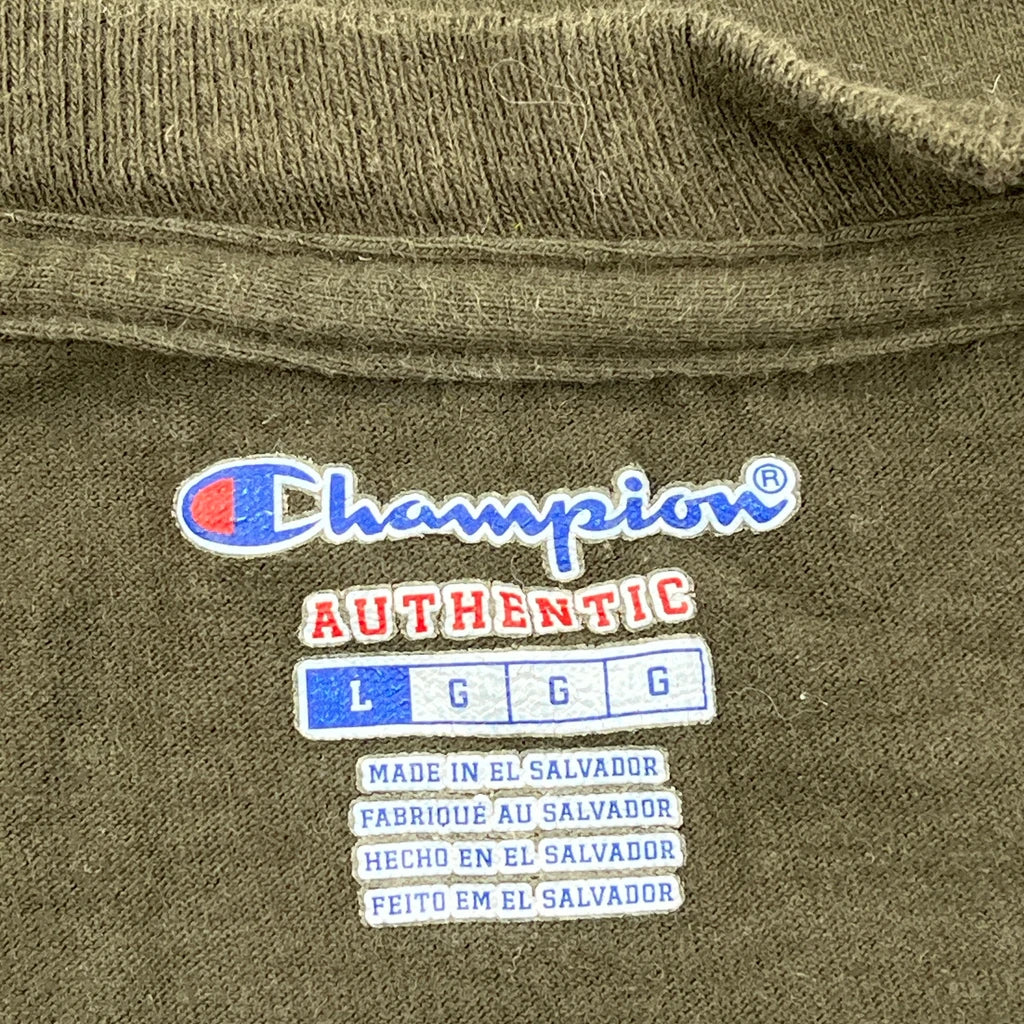 Champion®
AUTHENTIC
L G G G
MADE IN EL SALVADOR
FABRIQUÉ AU SALVADOR
HECHO EN EL SALVADOR
FEITO EM EL SALVADOR